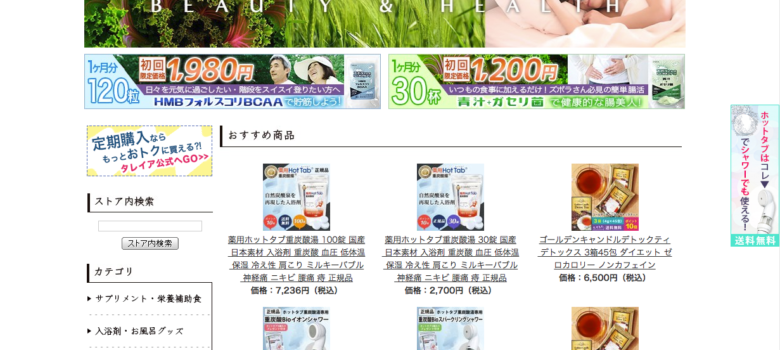 BEAUTY & HEALTH
1ヶ月分 初回限定価格 1,980円
120粒 日々を元気に過ごしたい・階段をスイスイ登りたい方へ
HMBフォルスコリBCAAで貯筋しよう!
1ヶ月分 初回限定価格 1,200円
30杯 いつもの食事に加えるだけ!ズボラさん必見の簡単腸活
青汁・ガセリ菌で健康的な腸美人!
定期購入なら
もっとおトクに買える?!
タレイア公式へGO>>
ストア内検索
ストア内検索
カテゴリ
サプリメント・栄養補助食
入浴剤・お風呂グッズ
おすすめ商品
薬用ホットタブ重炭酸湯 100錠 国産
日本素材 入浴剤 重炭酸 血圧 低体温
保湿 冷え性 肩こり ミルキーバブル
神経痛 ニキビ 腰痛 痔 正規品
価格:7,236円(税込)
薬用ホットタブ重炭酸湯 30錠 国産
日本素材 入浴剤 重炭酸 血圧 低体温
保湿 冷え性 肩こり ミルキーバブル
神経痛 ニキビ 腰痛 痔 正規品
価格:2,700円(税込)
ゴールデンキャンドルデトックティ
デトックス 3箱45包 ダイエット ゼ
ロカロリー ノンカフェイン
価格:6,500円(税込)
ホットタブはコレ▼
でシャワーでも使える!
送料無料